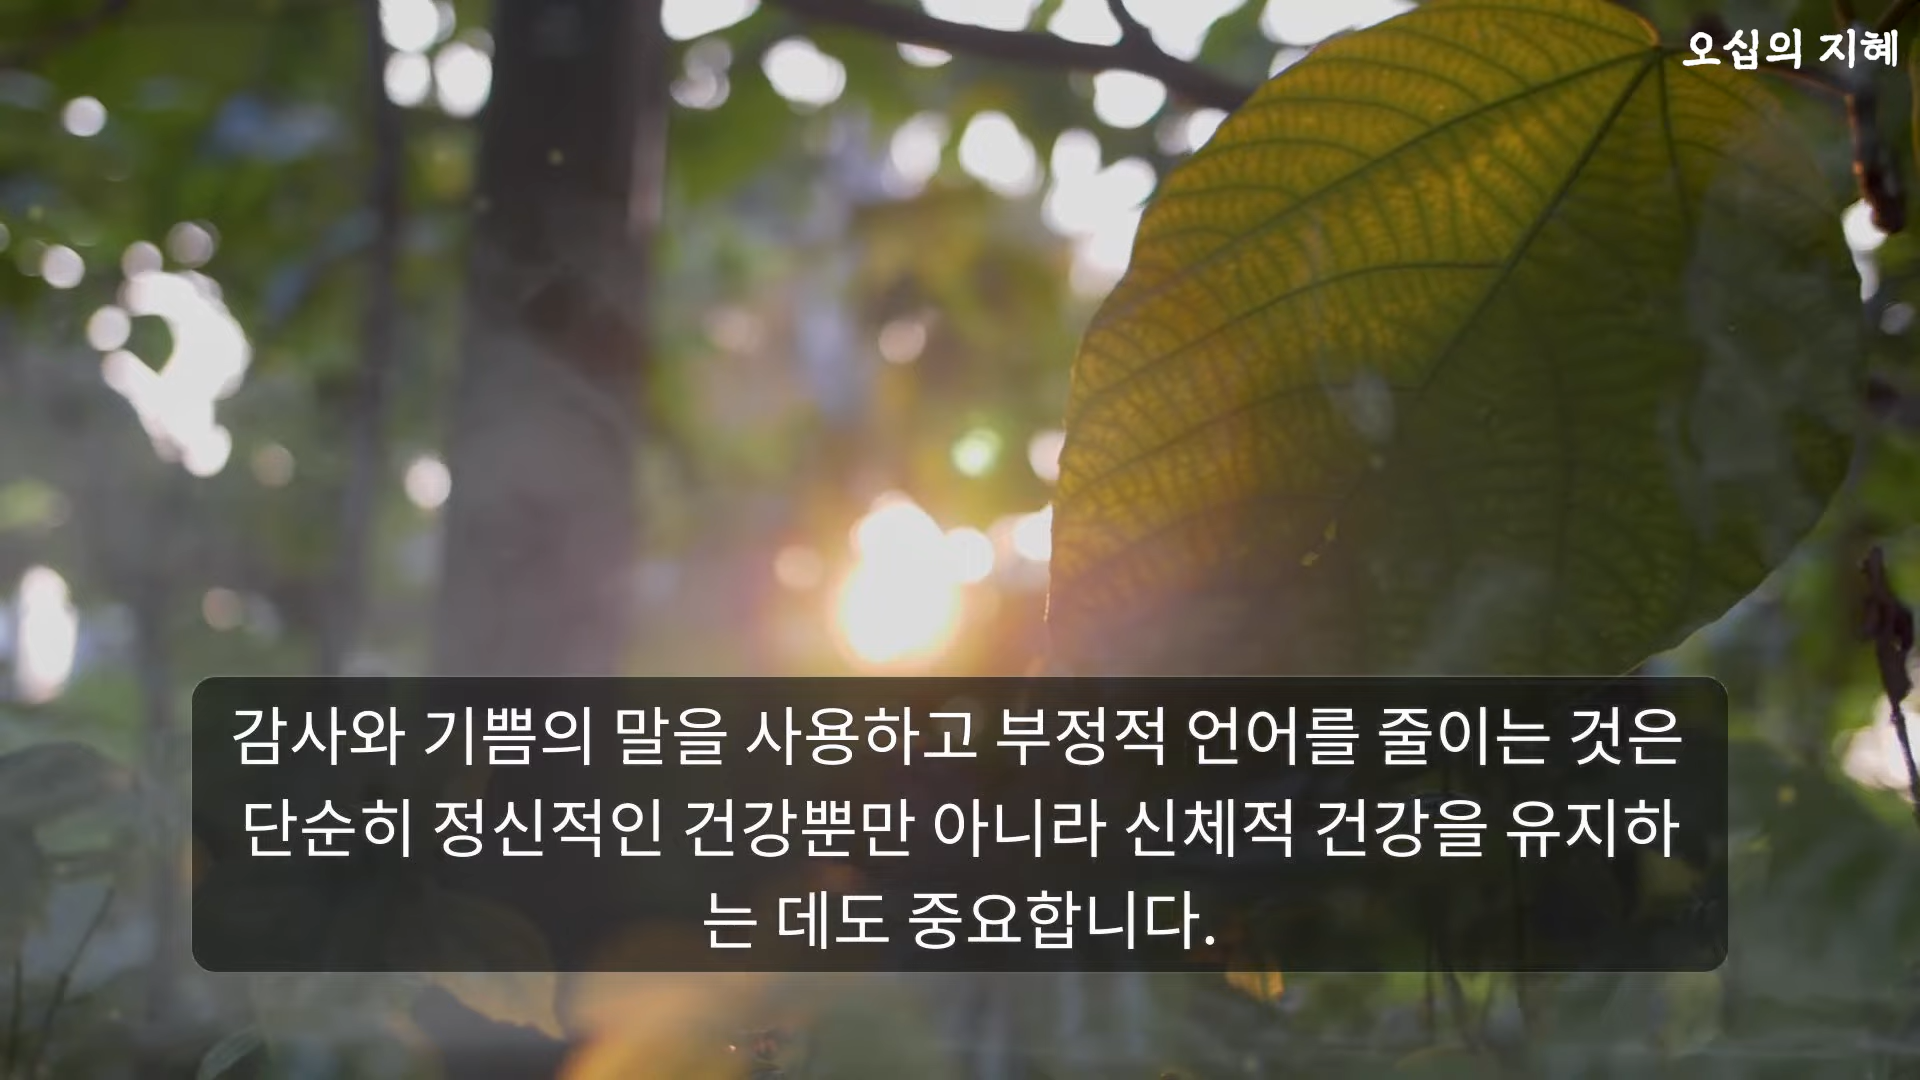 오십의 지혜
감사와 기쁨의 말을 사용하고 부정적 언어를 줄이는 것은
단순히 정신적인 건강뿐만 아니라 신체적 건강을 유지하
는 데도 중요합니다.